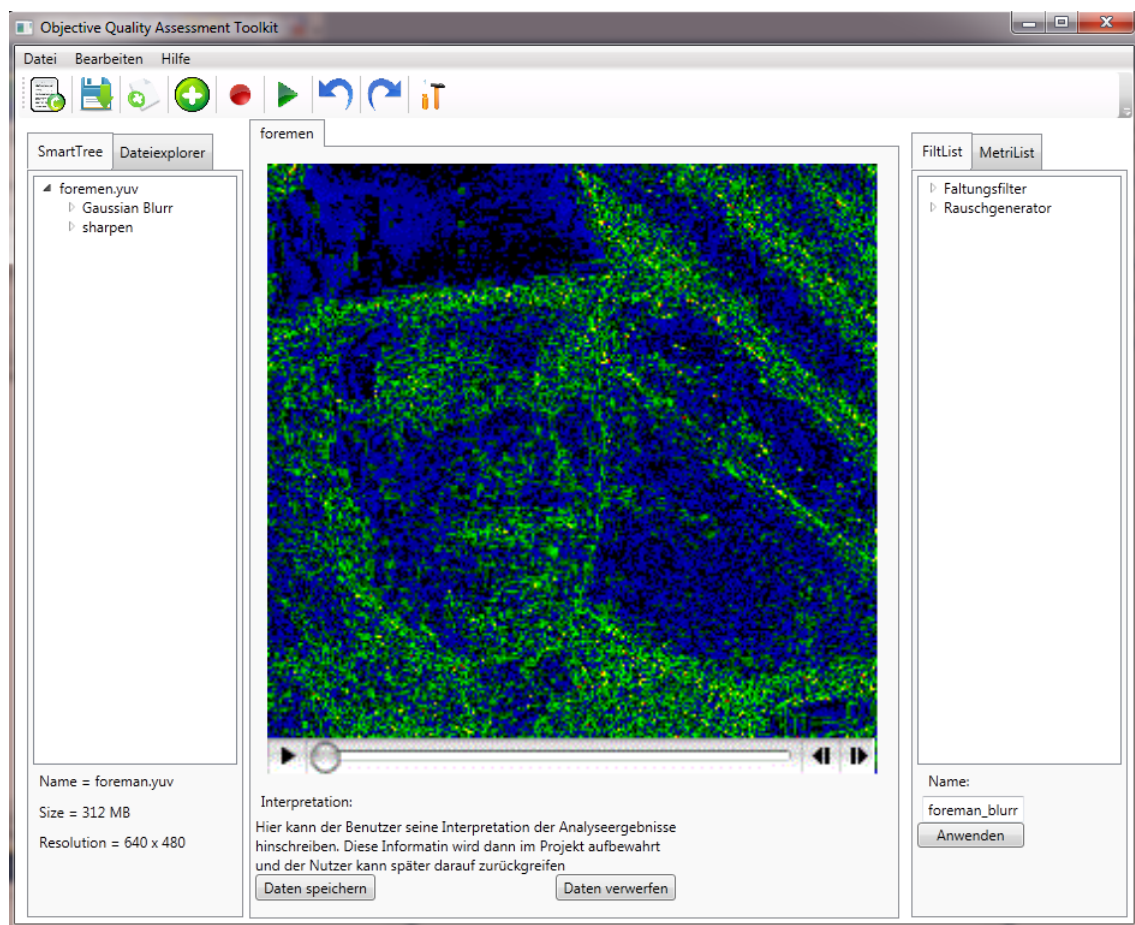 Objective Quality Assessment Toolkit
Datei Bearbeiten Hilfe
SmartTree Dateiexplorer
foremen.yuv
Gaussian Blurr
sharpen
Name = foreman.yuv
Size = 312 MB
Resolution = 640 x 480
foremen
Interpretation:
Hier kann der Benutzer seine Interpretation der Analyseergebnisse
hinschreiben. Diese Informatin wird dann im Projekt aufbewahrt
und der Nutzer kann später darauf zurückgreifen
Daten speichern Daten verwerfen
FiltList MetriList
Faltungsfilter
Rauschgenerator
Name:
foreman_blurr
Anwenden